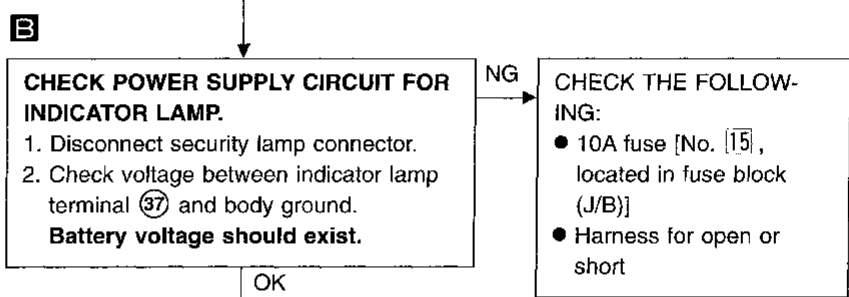 B
CHECK POWER SUPPLY CIRCUIT FOR
INDICATOR LAMP.
1. Disconnect security lamp connector.
2. Check voltage between indicator lamp
terminal 37 and body ground.
Battery voltage should exist.
NG
CHECK THE FOLLOW-
ING:
● 10A fuse [No. 15 ,
located in fuse block
(J/B)]
● Harness for open or
short
OK